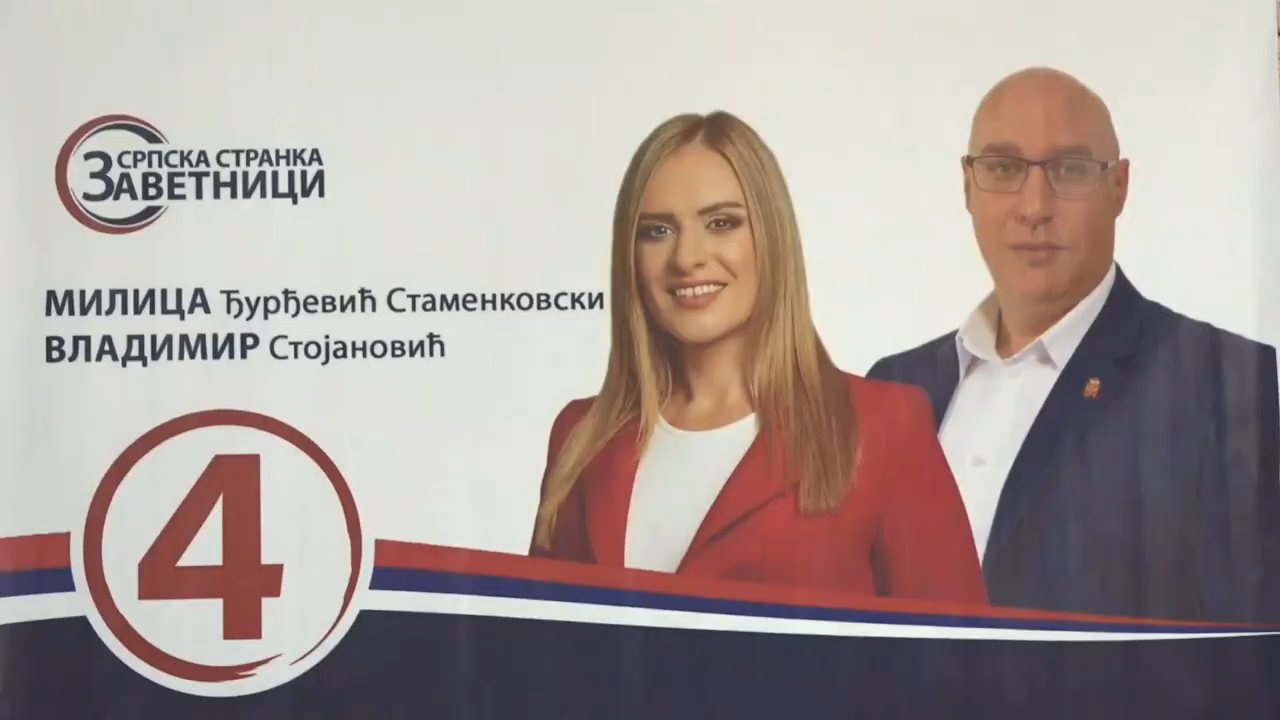 СРПСКА СТРАНКА
ЗАВЕТНИЦИ
МИЛИЦА Ђурђевић Стаменковски
ВЛАДИМИР Стојановић
4